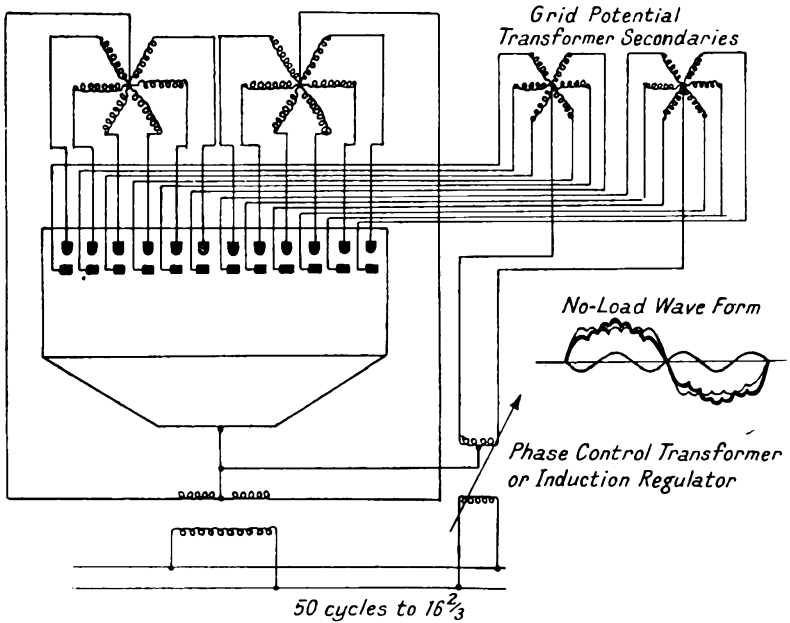 Grid Potential
Transformer Secondaries
No-Load Wave Form
Phase Control Transformer
or Induction Regulator
50 cycles to 16⅔